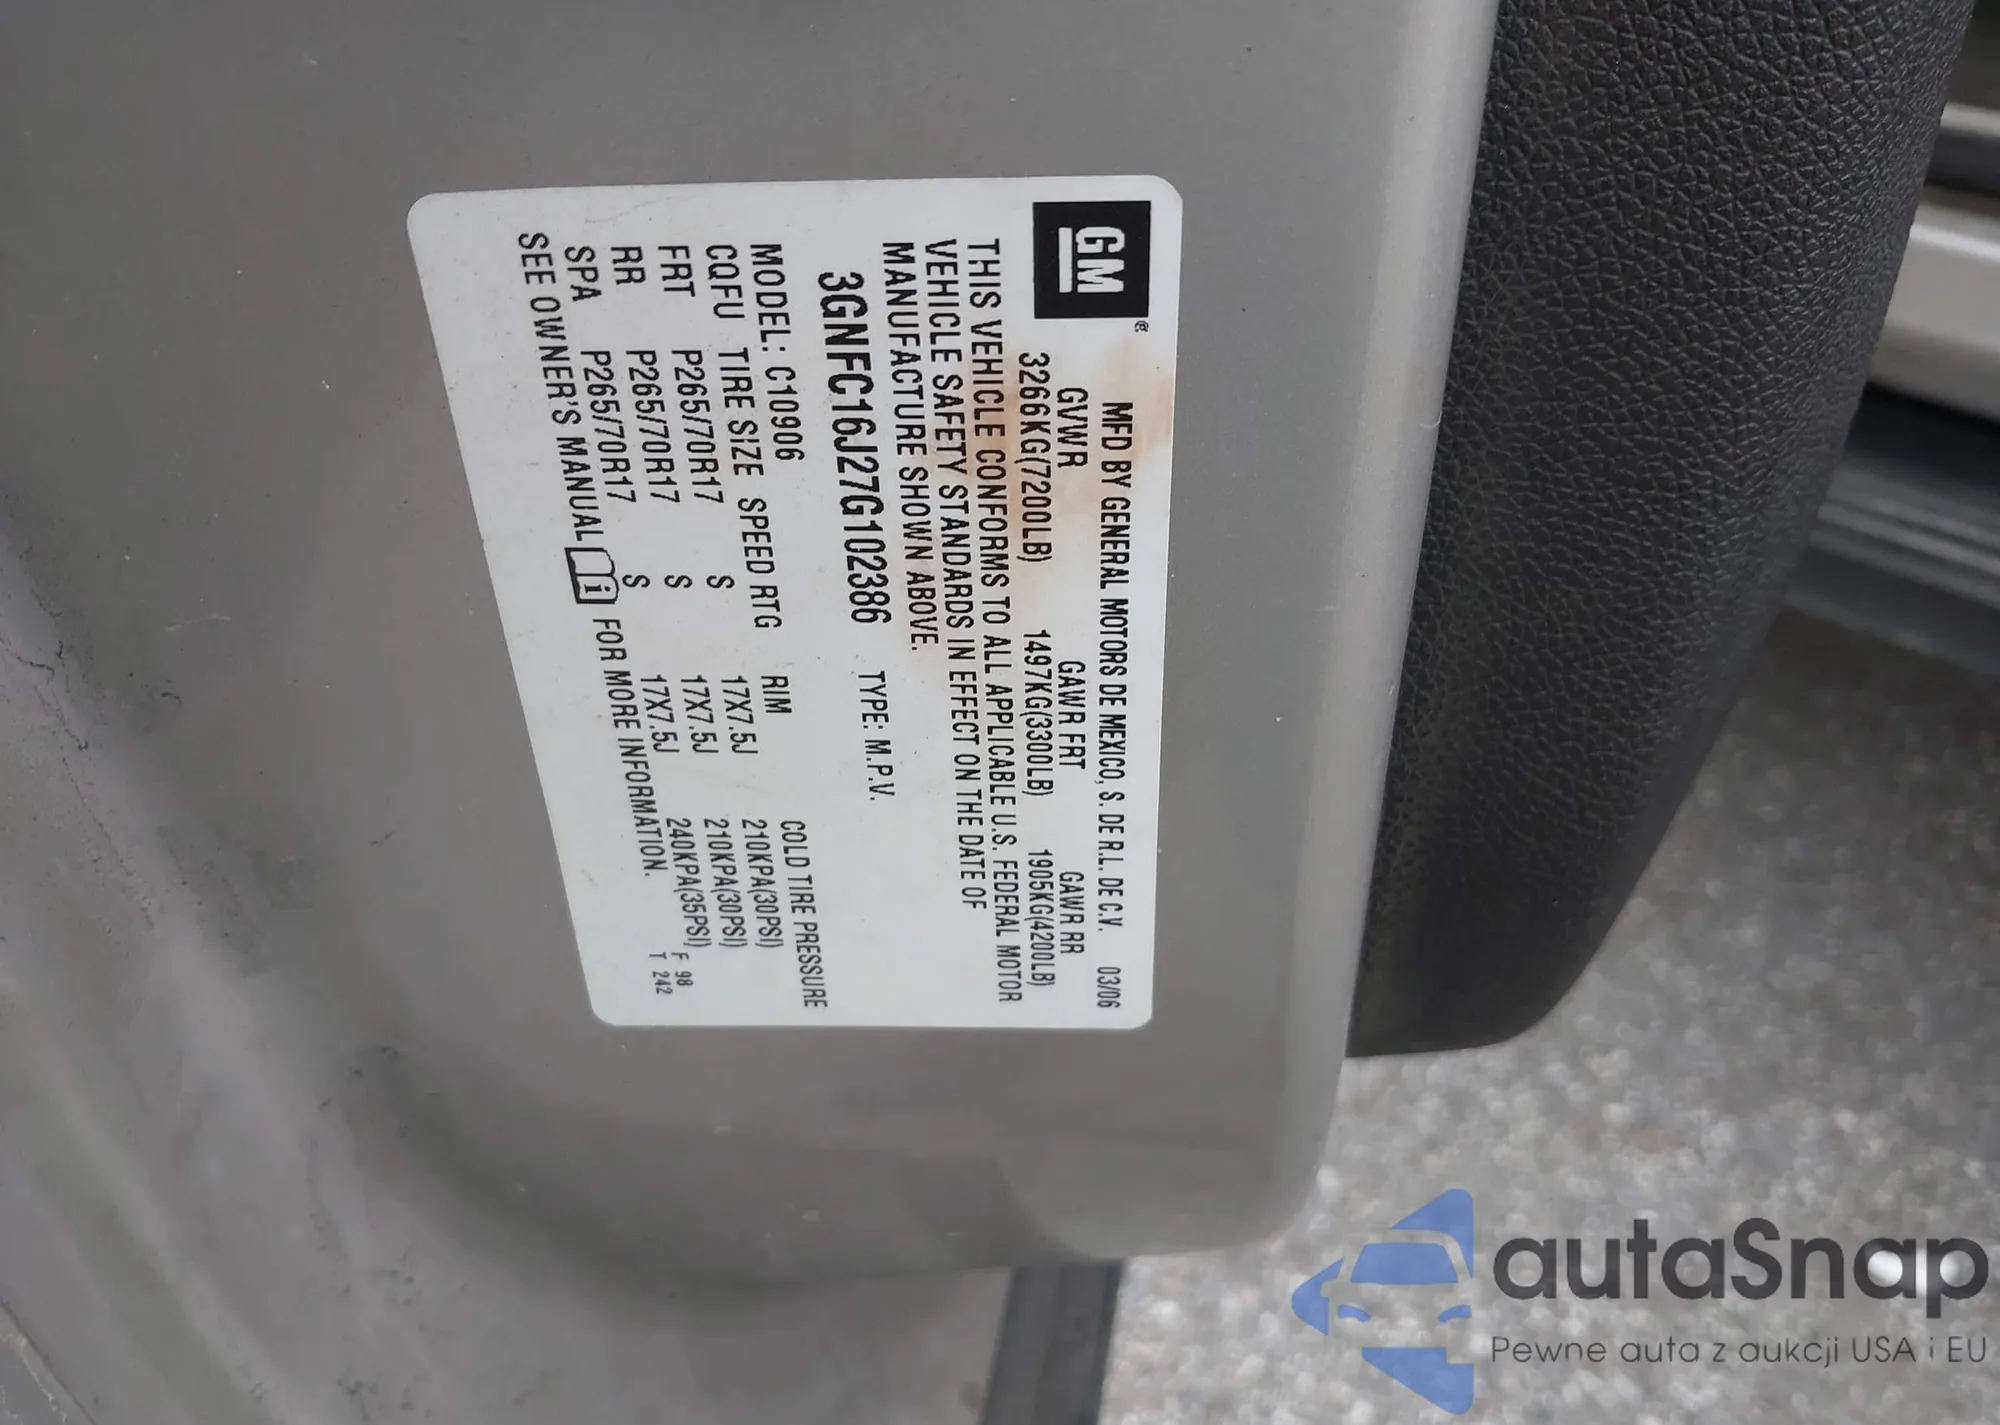 GM ®
MFD BY GENERAL MOTORS DE MEXICO, S. DE R.L. DE C.V. 03/06
GVWR GAWR FRT GAWR RR
3266KG(7200LB) 1497KG(3300LB) 1905KG(4200LB)
THIS VEHICLE CONFORMS TO ALL APPLICABLE U.S. FEDERAL MOTOR
VEHICLE SAFETY STANDARDS IN EFFECT ON THE DATE OF
MANUFACTURE SHOWN ABOVE.
3GNFC16J27G102386 TYPE: M.P.V.
MODEL: C10906
CQFU TIRE SIZE SPEED RTG RIM COLD TIRE PRESSURE
FRT P265/70R17 S 17X7.5J 210KPA(30PSI)
RR P265/70R17 S 17X7.5J 210KPA(30PSI)
SPA P265/70R17 S 17X7.5J 240KPA(35PSI) F 98
SEE OWNER'S MANUAL i FOR MORE INFORMATION. T 242
autaSnap
Pewne auta z aukcji USA i EU